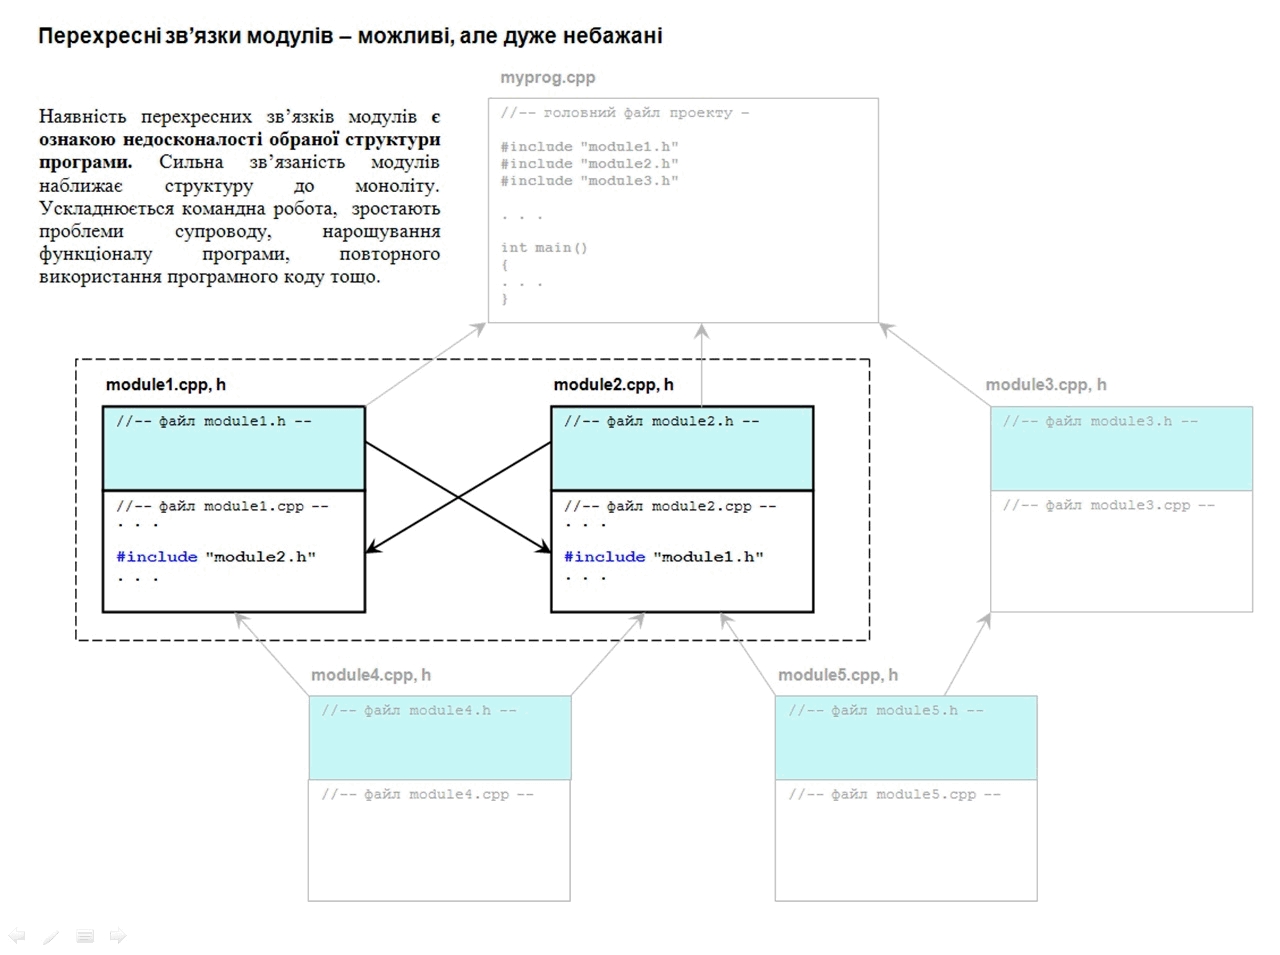 Перехресні зв’язки модулів – можливі, але дуже небажані
Наявність перехресних зв’язків модулів є
ознакою недосконалості обраної структури
програми. Сильна зв’язаність модулів
наближає структуру до моноліту.
Ускладнюється командна робота, зростають
проблеми супроводу, нарощування
функціоналу програми, повторного
використання програмного коду тощо.
myprog.cpp
//-- головний файл проекту –
#include "module1.h"
#include "module2.h"
#include "module3.h"
. . .
int main()
{
. . .
}
module1.cpp, h
//-- файл module1.h --
//-- файл module1.cpp --
. . .
#include "module2.h"
. . .
module2.cpp, h
//-- файл module2.h --
//-- файл module2.cpp --
. . .
#include "module1.h"
. . .
module3.cpp, h
//-- файл module3.h --
//-- файл module3.cpp --
module4.cpp, h
//-- файл module4.h --
//-- файл module4.cpp --
module5.cpp, h
//-- файл module5.h --
//-- файл module5.cpp --